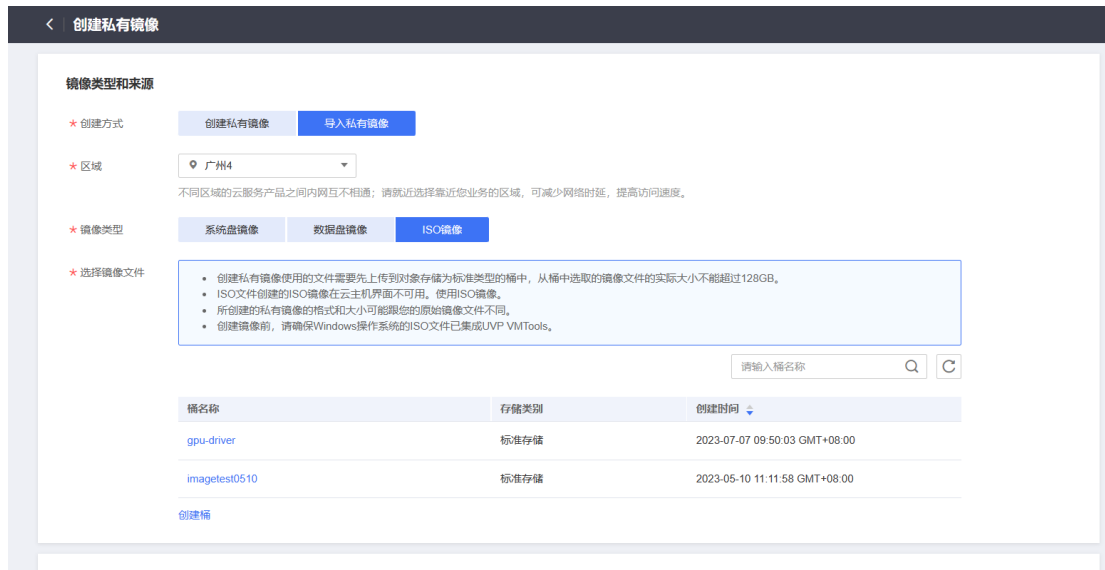 创建私有镜像
镜像类型和来源
* 创建方式 创建私有镜像 导入私有镜像
* 区域 广州4
不同区域的云服务产品之间内网互不相通；请就近选择靠近您业务的区域，可减少网络时延，提高访问速度。
* 镜像类型 系统盘镜像 数据盘镜像 ISO镜像
* 选择镜像文件
• 创建私有镜像使用的文件需要先上传到对象存储为标准类型的桶中，从桶中选取的镜像文件的实际大小不能超过128GB。
• ISO文件创建的ISO镜像在云主机界面不可用。使用ISO镜像。
• 所创建的私有镜像的格式和大小可能跟您的原始镜像文件不同。
• 创建镜像前，请确保Windows操作系统的ISO文件已集成UVP VMTools。
请输入桶名称
桶名称 存储类别 创建时间
gpu-driver 标准存储 2023-07-07 09:50:03 GMT+08:00
imagetest0510 标准存储 2023-05-10 11:11:58 GMT+08:00
创建桶